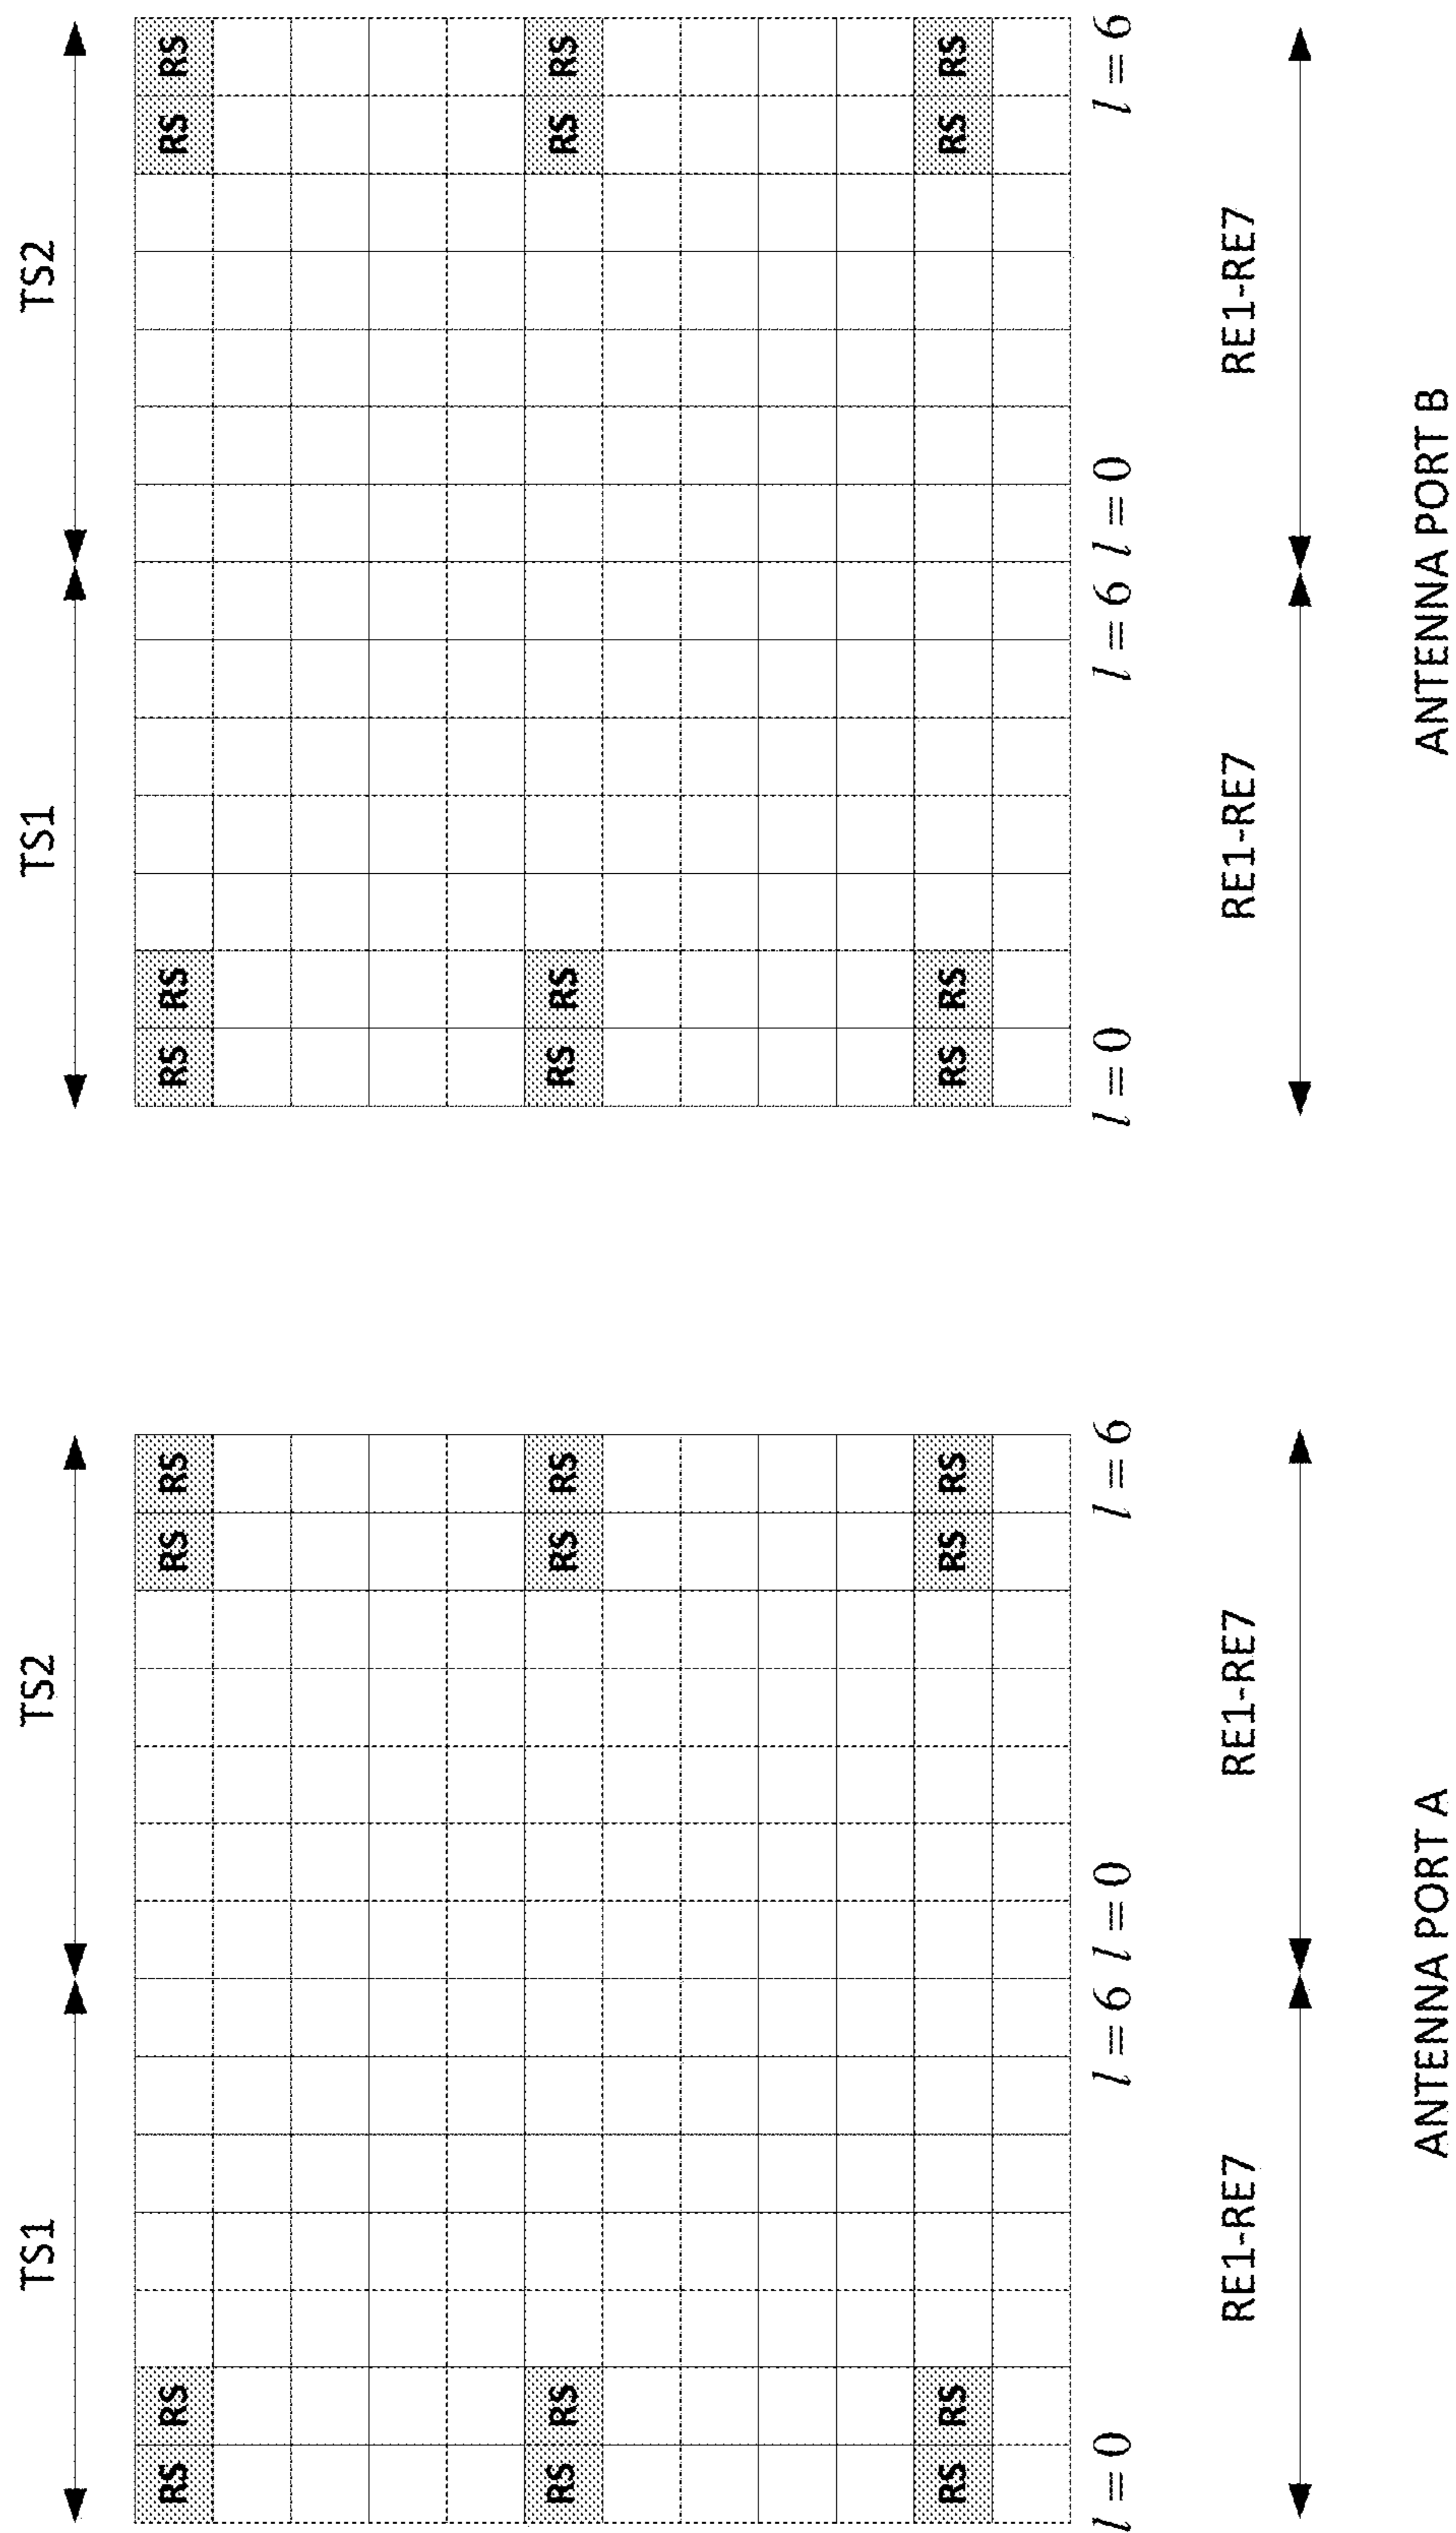 TS1 TS2 TS1 TS2
RS RS RS RS RS RS RS RS
RS RS RS RS RS RS RS RS
RS RS RS RS RS RS RS RS
l = 0 l = 6 l = 0 l = 6 l = 0 l = 6 l = 0 l = 6
RE1-RE7 RE1-RE7 RE1-RE7 RE1-RE7
ANTENNA PORT A ANTENNA PORT B